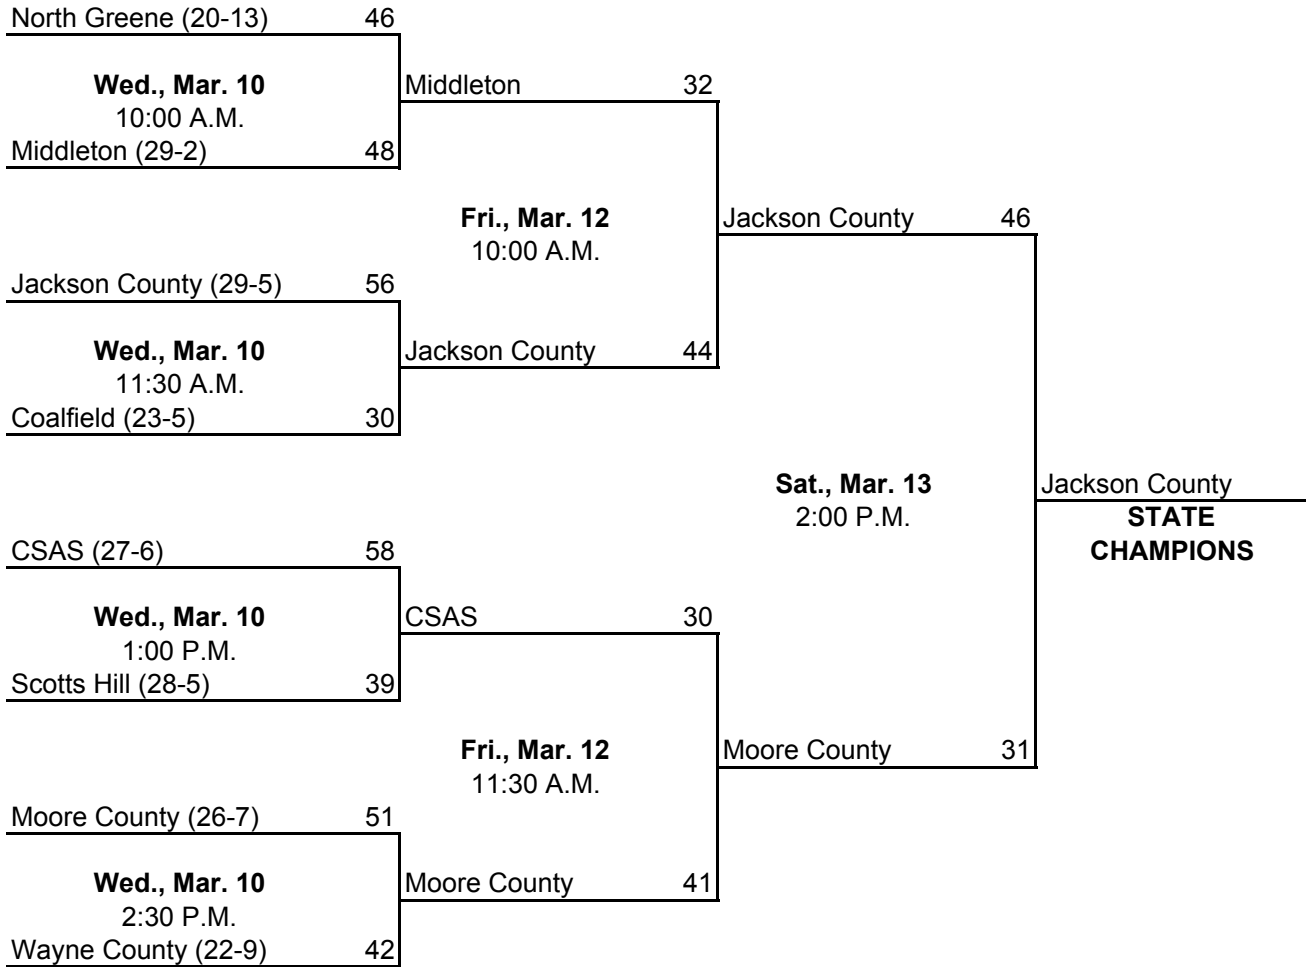 North Greene (20-13) 46
Wed., Mar. 10
10:00 A.M.
Middleton (29-2) 48
Middleton 32
Jackson County (29-5) 56
Wed., Mar. 10
11:30 A.M.
Coalfield (23-5) 30
Fri., Mar. 12
10:00 A.M.
Jackson County 44
Jackson County 46
CSAS (27-6) 58
Wed., Mar. 10
1:00 P.M.
Scotts Hill (28-5) 39
CSAS 30
Moore County (26-7) 51
Wed., Mar. 10
2:30 P.M.
Wayne County (22-9) 42
Fri., Mar. 12
11:30 A.M.
Moore County 41
Moore County 31
Sat., Mar. 13
2:00 P.M.
Jackson County
STATE
CHAMPIONS